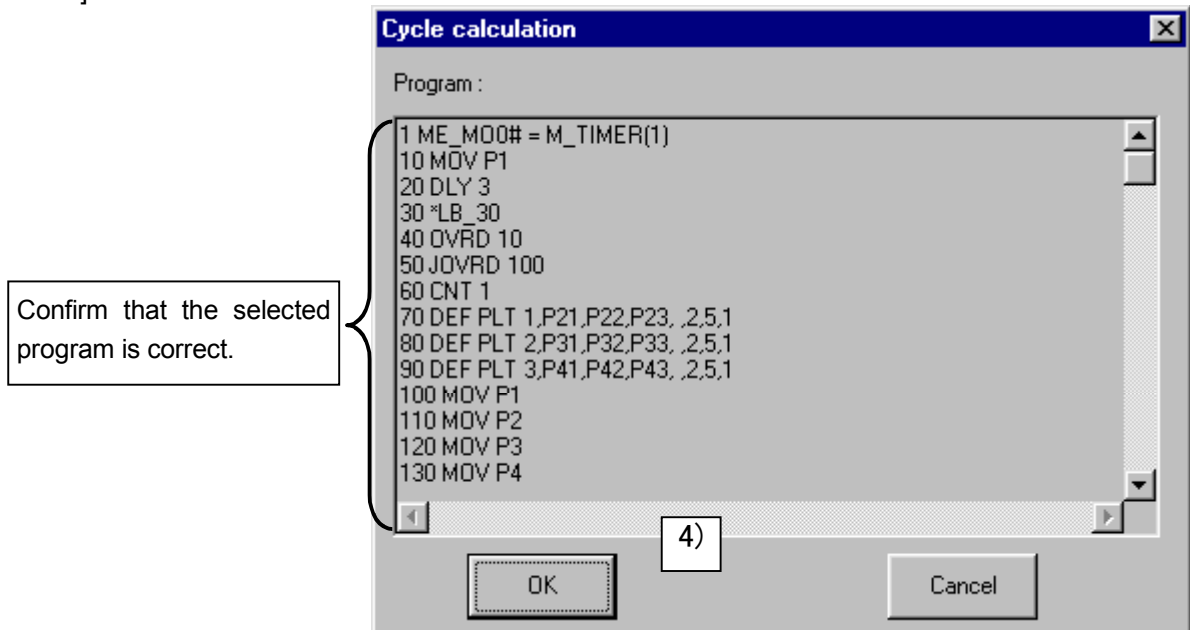 ]
Cycle calculation
Program :
1 ME_MO0# = M_TIMER(1)
10 MOV P1
20 DLY 3
30 *LB_30
40 OVRD 10
50 JOVRD 100
60 CNT 1
70 DEF PLT 1,P21,P22,P23, ,2,5,1
80 DEF PLT 2,P31,P32,P33, ,2,5,1
90 DEF PLT 3,P41,P42,P43, ,2,5,1
100 MOV P1
110 MOV P2
120 MOV P3
130 MOV P4
Confirm that the selected
program is correct.
4)
OK
Cancel